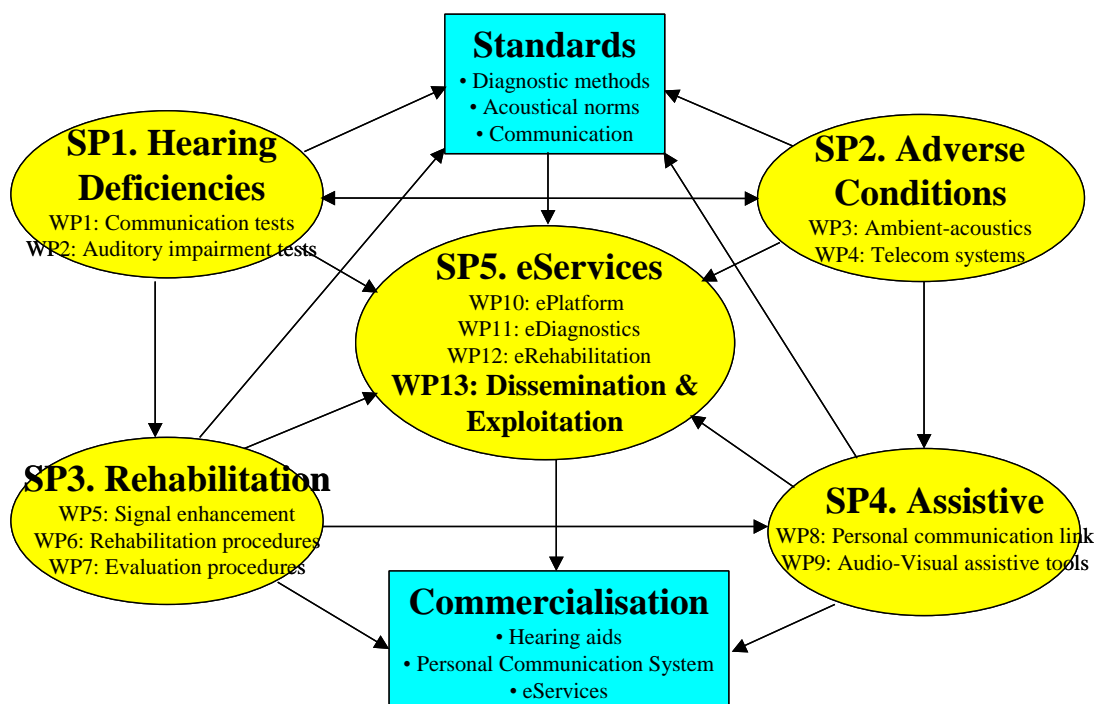 Standards
• Diagnostic methods
• Acoustical norms
• Communication
SP1. Hearing
Deficiencies
WP1: Communication tests
WP2: Auditory impairment tests
SP2. Adverse
Conditions
WP3: Ambient-acoustics
WP4: Telecom systems
SP5. eServices
WP10: ePlatform
WP11: eDiagnostics
WP12: eRehabilitation
WP13: Dissemination &
Exploitation
SP3. Rehabilitation
WP5: Signal enhancement
WP6: Rehabilitation procedures
WP7: Evaluation procedures
SP4. Assistive
WP8: Personal communication link
WP9: Audio-Visual assistive tools
Commercialisation
• Hearing aids
• Personal Communication System
• eServices